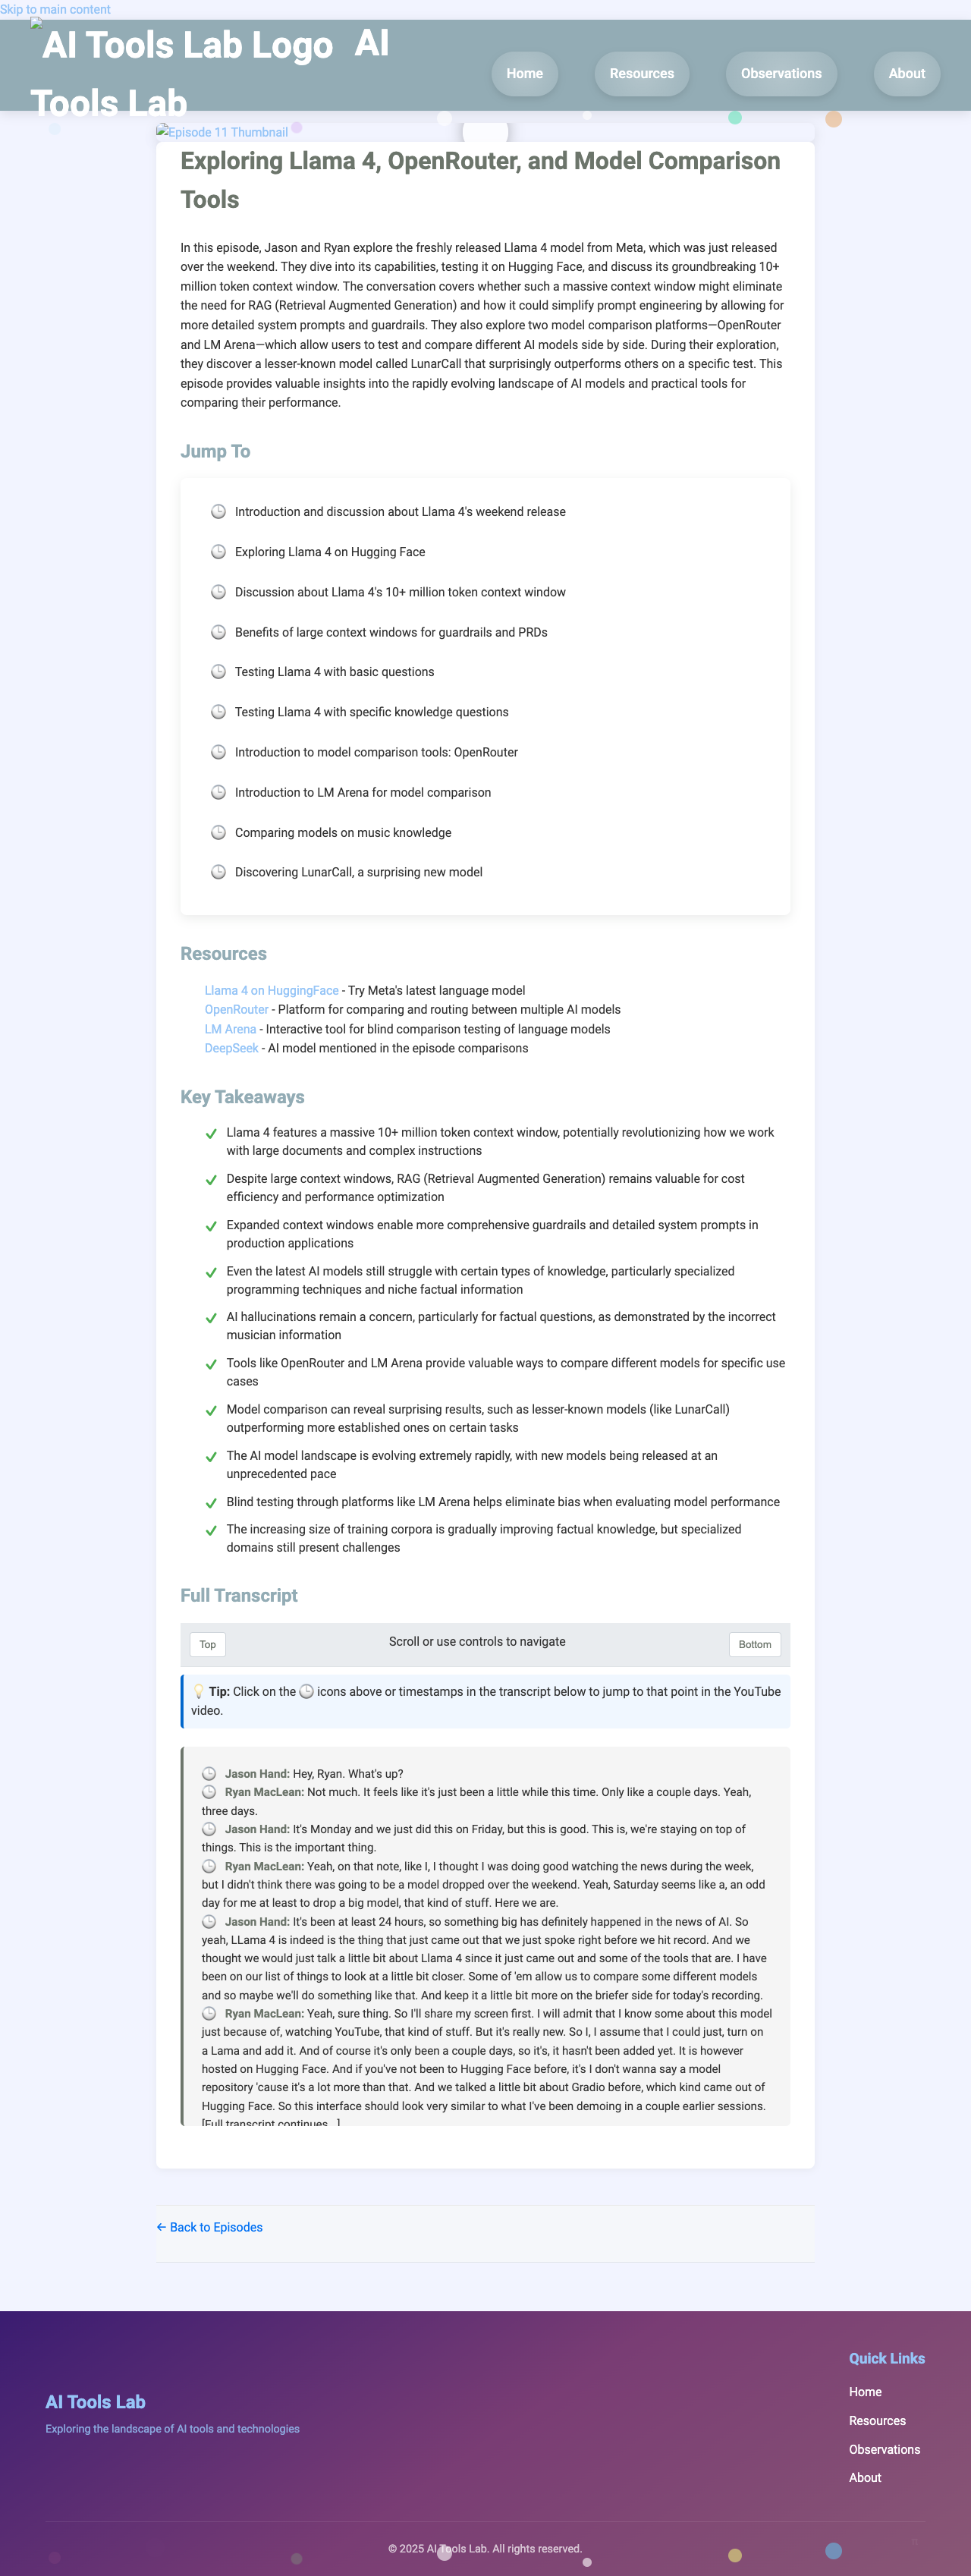 Skip to main content
AI Tools Lab Logo AI
Tools Lab
Home
Resources
Observations
About
Episode 11 Thumbnail
Exploring Llama 4, OpenRouter, and Model Comparison
Tools
In this episode, Jason and Ryan explore the freshly released Llama 4 model from Meta, which was just released
over the weekend. They dive into its capabilities, testing it on Hugging Face, and discuss its groundbreaking 10+
million token context window. The conversation covers whether such a massive context window might eliminate
the need for RAG (Retrieval Augmented Generation) and how it could simplify prompt engineering by allowing for
more detailed system prompts and guardrails. They also explore two model comparison platforms—OpenRouter
and LM Arena—which allow users to test and compare different AI models side by side. During their exploration,
they discover a lesser-known model called LunarCall that surprisingly outperforms others on a specific test. This
episode provides valuable insights into the rapidly evolving landscape of AI models and practical tools for
comparing their performance.
Jump To
🕒 Introduction and discussion about Llama 4's weekend release
🕒 Exploring Llama 4 on Hugging Face
🕒 Discussion about Llama 4's 10+ million token context window
🕒 Benefits of large context windows for guardrails and PRDs
🕒 Testing Llama 4 with basic questions
🕒 Testing Llama 4 with specific knowledge questions
🕒 Introduction to model comparison tools: OpenRouter
🕒 Introduction to LM Arena for model comparison
🕒 Comparing models on music knowledge
🕒 Discovering LunarCall, a surprising new model
Resources
Llama 4 on HuggingFace - Try Meta's latest language model
OpenRouter - Platform for comparing and routing between multiple AI models
LM Arena - Interactive tool for blind comparison testing of language models
DeepSeek - AI model mentioned in the episode comparisons
Key Takeaways
✓ Llama 4 features a massive 10+ million token context window, potentially revolutionizing how we work
with large documents and complex instructions
✓ Despite large context windows, RAG (Retrieval Augmented Generation) remains valuable for cost
efficiency and performance optimization
✓ Expanded context windows enable more comprehensive guardrails and detailed system prompts in
production applications
✓ Even the latest AI models still struggle with certain types of knowledge, particularly specialized
programming techniques and niche factual information
✓ AI hallucinations remain a concern, particularly for factual questions, as demonstrated by the incorrect
musician information
✓ Tools like OpenRouter and LM Arena provide valuable ways to compare different models for specific use
cases
✓ Model comparison can reveal surprising results, such as lesser-known models (like LunarCall)
outperforming more established ones on certain tasks
✓ The AI model landscape is evolving extremely rapidly, with new models being released at an
unprecedented pace
✓ Blind testing through platforms like LM Arena helps eliminate bias when evaluating model performance
✓ The increasing size of training corpora is gradually improving factual knowledge, but specialized
domains still present challenges
Full Transcript
Top
Scroll or use controls to navigate
Bottom
💡 Tip: Click on the 🕒 icons above or timestamps in the transcript below to jump to that point in the YouTube
video.
🕒 Jason Hand: Hey, Ryan. What's up?
🕒 Ryan MacLean: Not much. It feels like it's just been a little while this time. Only like a couple days. Yeah,
three days.
🕒 Jason Hand: It's Monday and we just did this on Friday, but this is good. This is, we're staying on top of
things. This is the important thing.
🕒 Ryan MacLean: Yeah, on that note, like I, I thought I was doing good watching the news during the week,
but I didn't think there was going to be a model dropped over the weekend. Yeah, Saturday seems like a, an odd
day for me at least to drop a big model, that kind of stuff. Here we are.
🕒 Jason Hand: It's been at least 24 hours, so something big has definitely happened in the news of AI. So
yeah, LLama 4 is indeed is the thing that just came out that we just spoke right before we hit record. And we
thought we would just talk a little bit about Llama 4 since it just came out and some of the tools that are. I have
been on our list of things to look at a little bit closer. Some of 'em allow us to compare some different models
and so maybe we'll do something like that. And keep it a little bit more on the briefer side for today's recording.
🕒 Ryan MacLean: Yeah, sure thing. So I'll share my screen first. I will admit that I know some about this model
just because of, watching YouTube, that kind of stuff. But it's really new. So I, I assume that I could just, turn on
a Lama and add it. And of course it's only been a couple days, so it's, it hasn't been added yet. It is however
hosted on Hugging Face. And if you've not been to Hugging Face before, it's I don't wanna say a model
repository 'cause it's a lot more than that. And we talked a little bit about Gradio before, which kind came out of
Hugging Face. So this interface should look very similar to what I've been demoing in a couple earlier sessions.
[Full transcript continues...]
← Back to Episodes
AI Tools Lab
Exploring the landscape of AI tools and technologies
Quick Links
Home
Resources
Observations
About
© 2025 AI Tools Lab. All rights reserved.